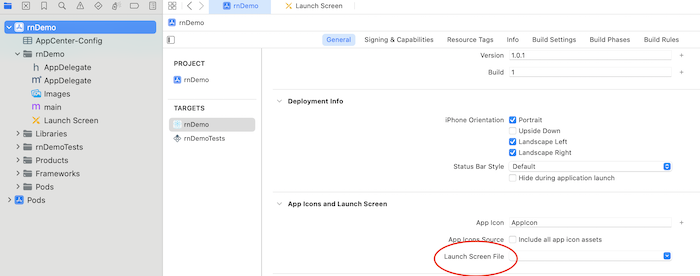 rnDemo
AppCenter-Config
rnDemo
h AppDelegate
m AppDelegate
Images
m main
Launch Screen
Libraries
rnDemoTests
Products
Frameworks
Pods
Pods
rnDemo
Launch Screen
rnDemo
General
Signing & Capabilities
Resource Tags
Info
Build Settings
Build Phases
Build Rules
PROJECT
rnDemo
TARGETS
rnDemo
rnDemoTests
Version 1.0.1 +
Build 1 +
Deployment Info
iPhone Orientation Portrait
Upside Down
Landscape Left
Landscape Right
Status Bar Style Default
Hide during application launch
App Icons and Launch Screen
App Icon AppIcon +
App Icons Source Include all app icon assets
Launch Screen File